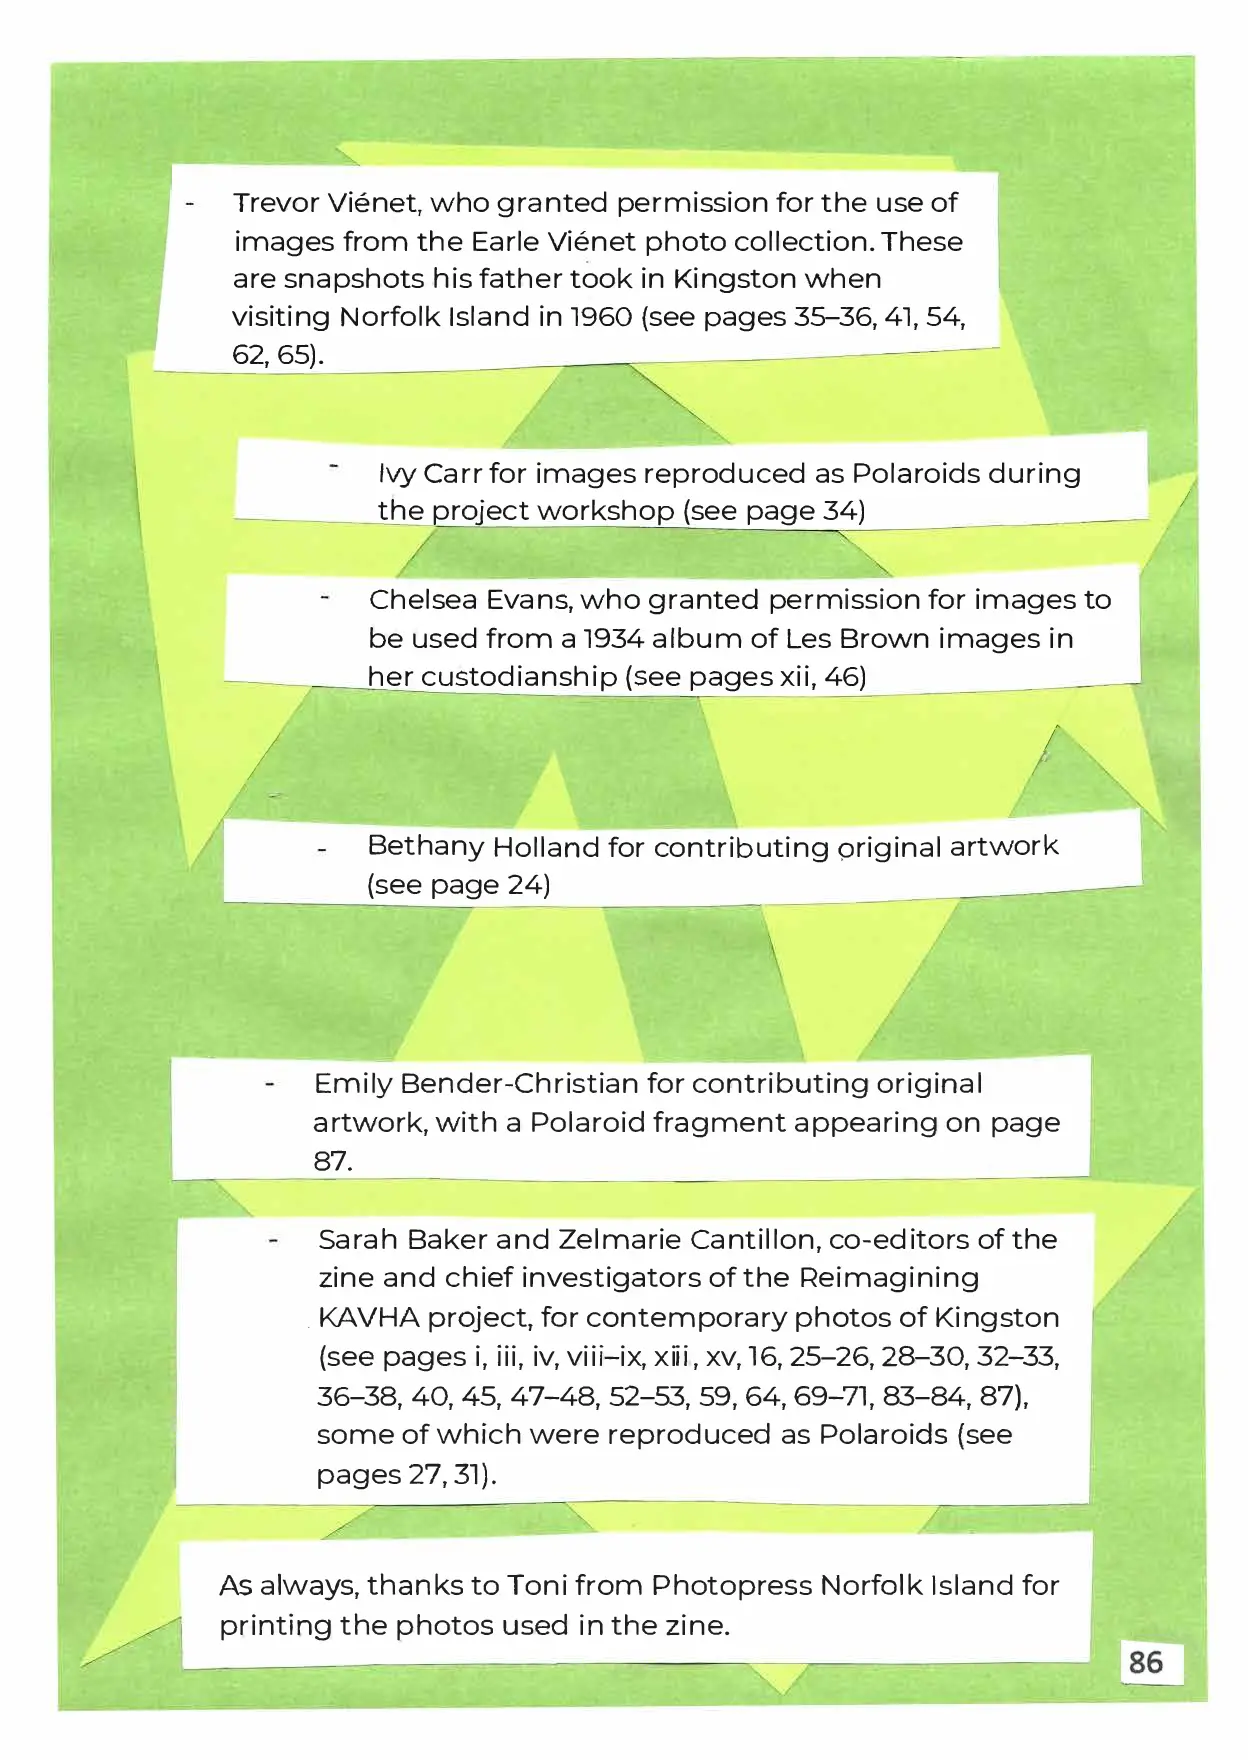 - Trevor Viénet, who granted permission for the use of
images from the Earle Viénet photo collection. These
are snapshots his father took in Kingston when
visiting Norfolk Island in 1960 (see pages 35–36, 41, 54,
62, 65).
- Ivy Carr for images reproduced as Polaroids during
the project workshop (see page 34)
- Chelsea Evans, who granted permission for images to
be used from a 1934 album of Les Brown images in
her custodianship (see pages xii, 46)
- Bethany Holland for contributing original artwork
(see page 24)
- Emily Bender-Christian for contributing original
artwork, with a Polaroid fragment appearing on page
87.
- Sarah Baker and Zelmarie Cantillon, co-editors of the
zine and chief investigators of the Reimagining
KAVHA project, for contemporary photos of Kingston
(see pages i, iii, iv, viii–ix, xiii, xv, 16, 25–26, 28–30, 32–33,
36–38, 40, 45, 47–48, 52–53, 59, 64, 69–71, 83–84, 87),
some of which were reproduced as Polaroids (see
pages 27, 31).
As always, thanks to Toni from Photopress Norfolk Island for
printing the photos used in the zine.
86